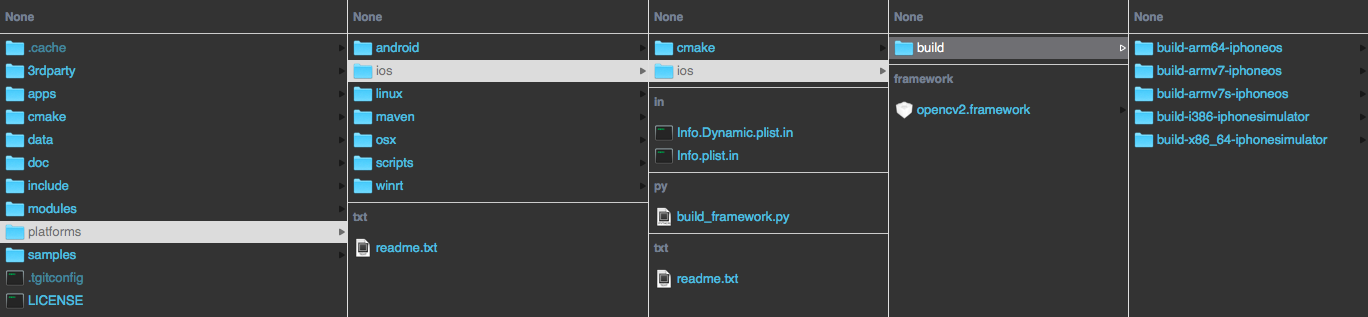 None
.cache
3rdparty
apps
cmake
data
doc
include
modules
platforms
samples
.tgitconfig
LICENSE
None
android
ios
linux
maven
osx
scripts
winrt
txt
readme.txt
None
cmake
ios
in
Info.Dynamic.plist.in
Info.plist.in
py
build_framework.py
txt
readme.txt
None
build
framework
opencv2.framework
None
build-arm64-iphoneos
build-armv7-iphoneos
build-armv7s-iphoneos
build-i386-iphonesimulator
build-x86_64-iphonesimulator